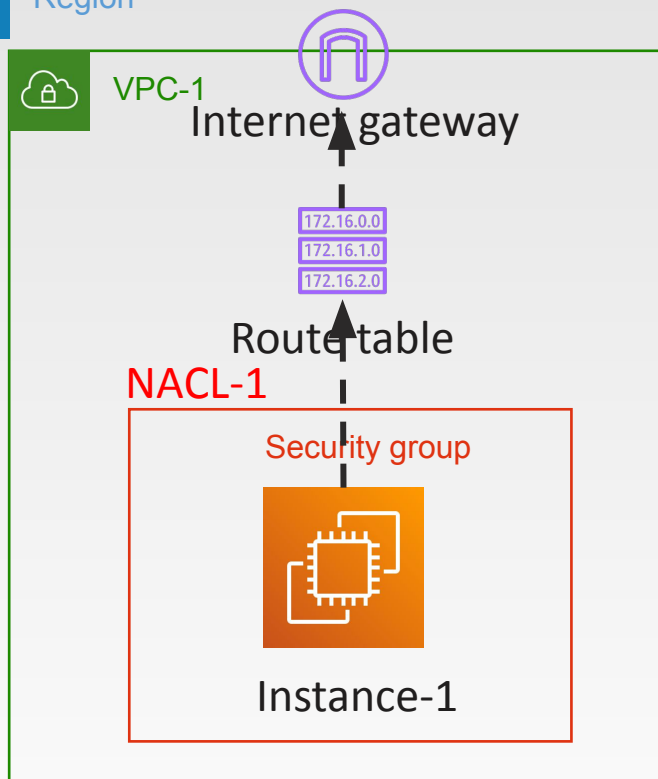 Region
VPC-1
Internet gateway
172.16.0.0
172.16.1.0
172.16.2.0
Route table
NACL-1
Security group
Instance-1